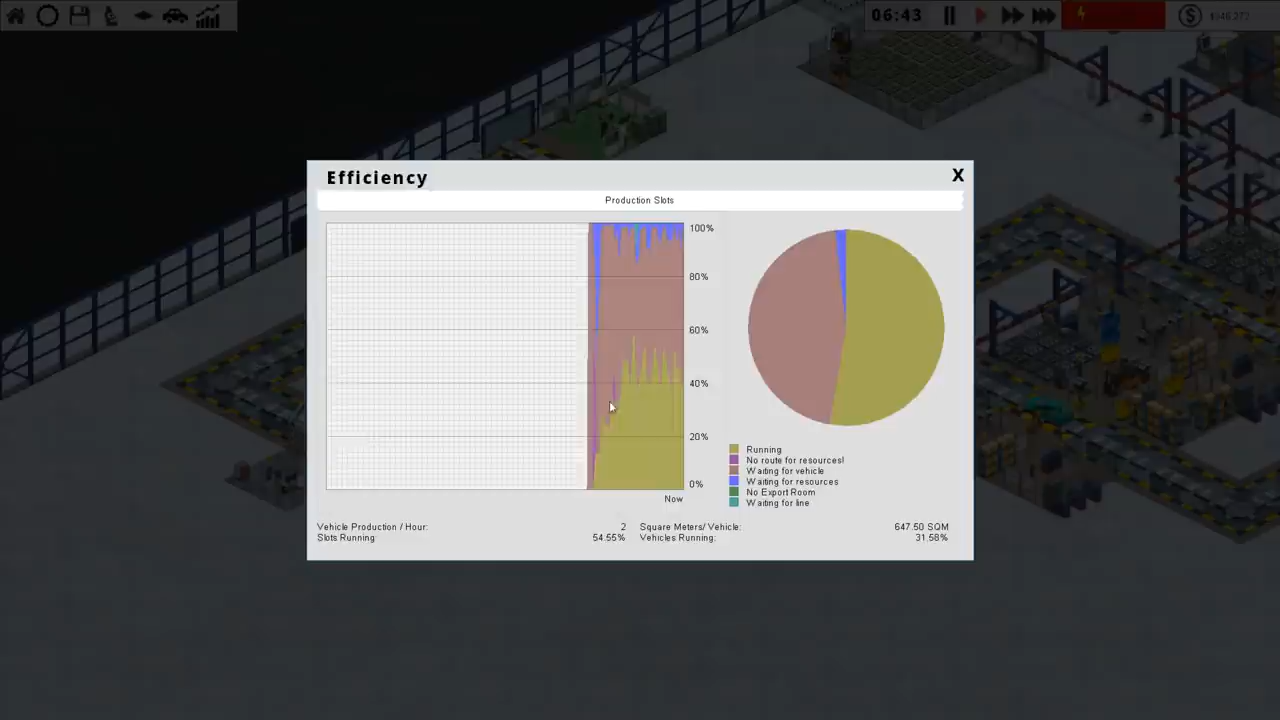 06:43
Efficiency
X
Production Slots
100%
80%
60%
40%
20%
0%
Now
Running
No route for resources!
Waiting for vehicle
Waiting for resources
No Export Room
Waiting for line
Vehicle Production / Hour: 2 Square Meters/ Vehicle: 647.50 SQM
Slots Running: 54.55% Vehicles Running: 31.58%